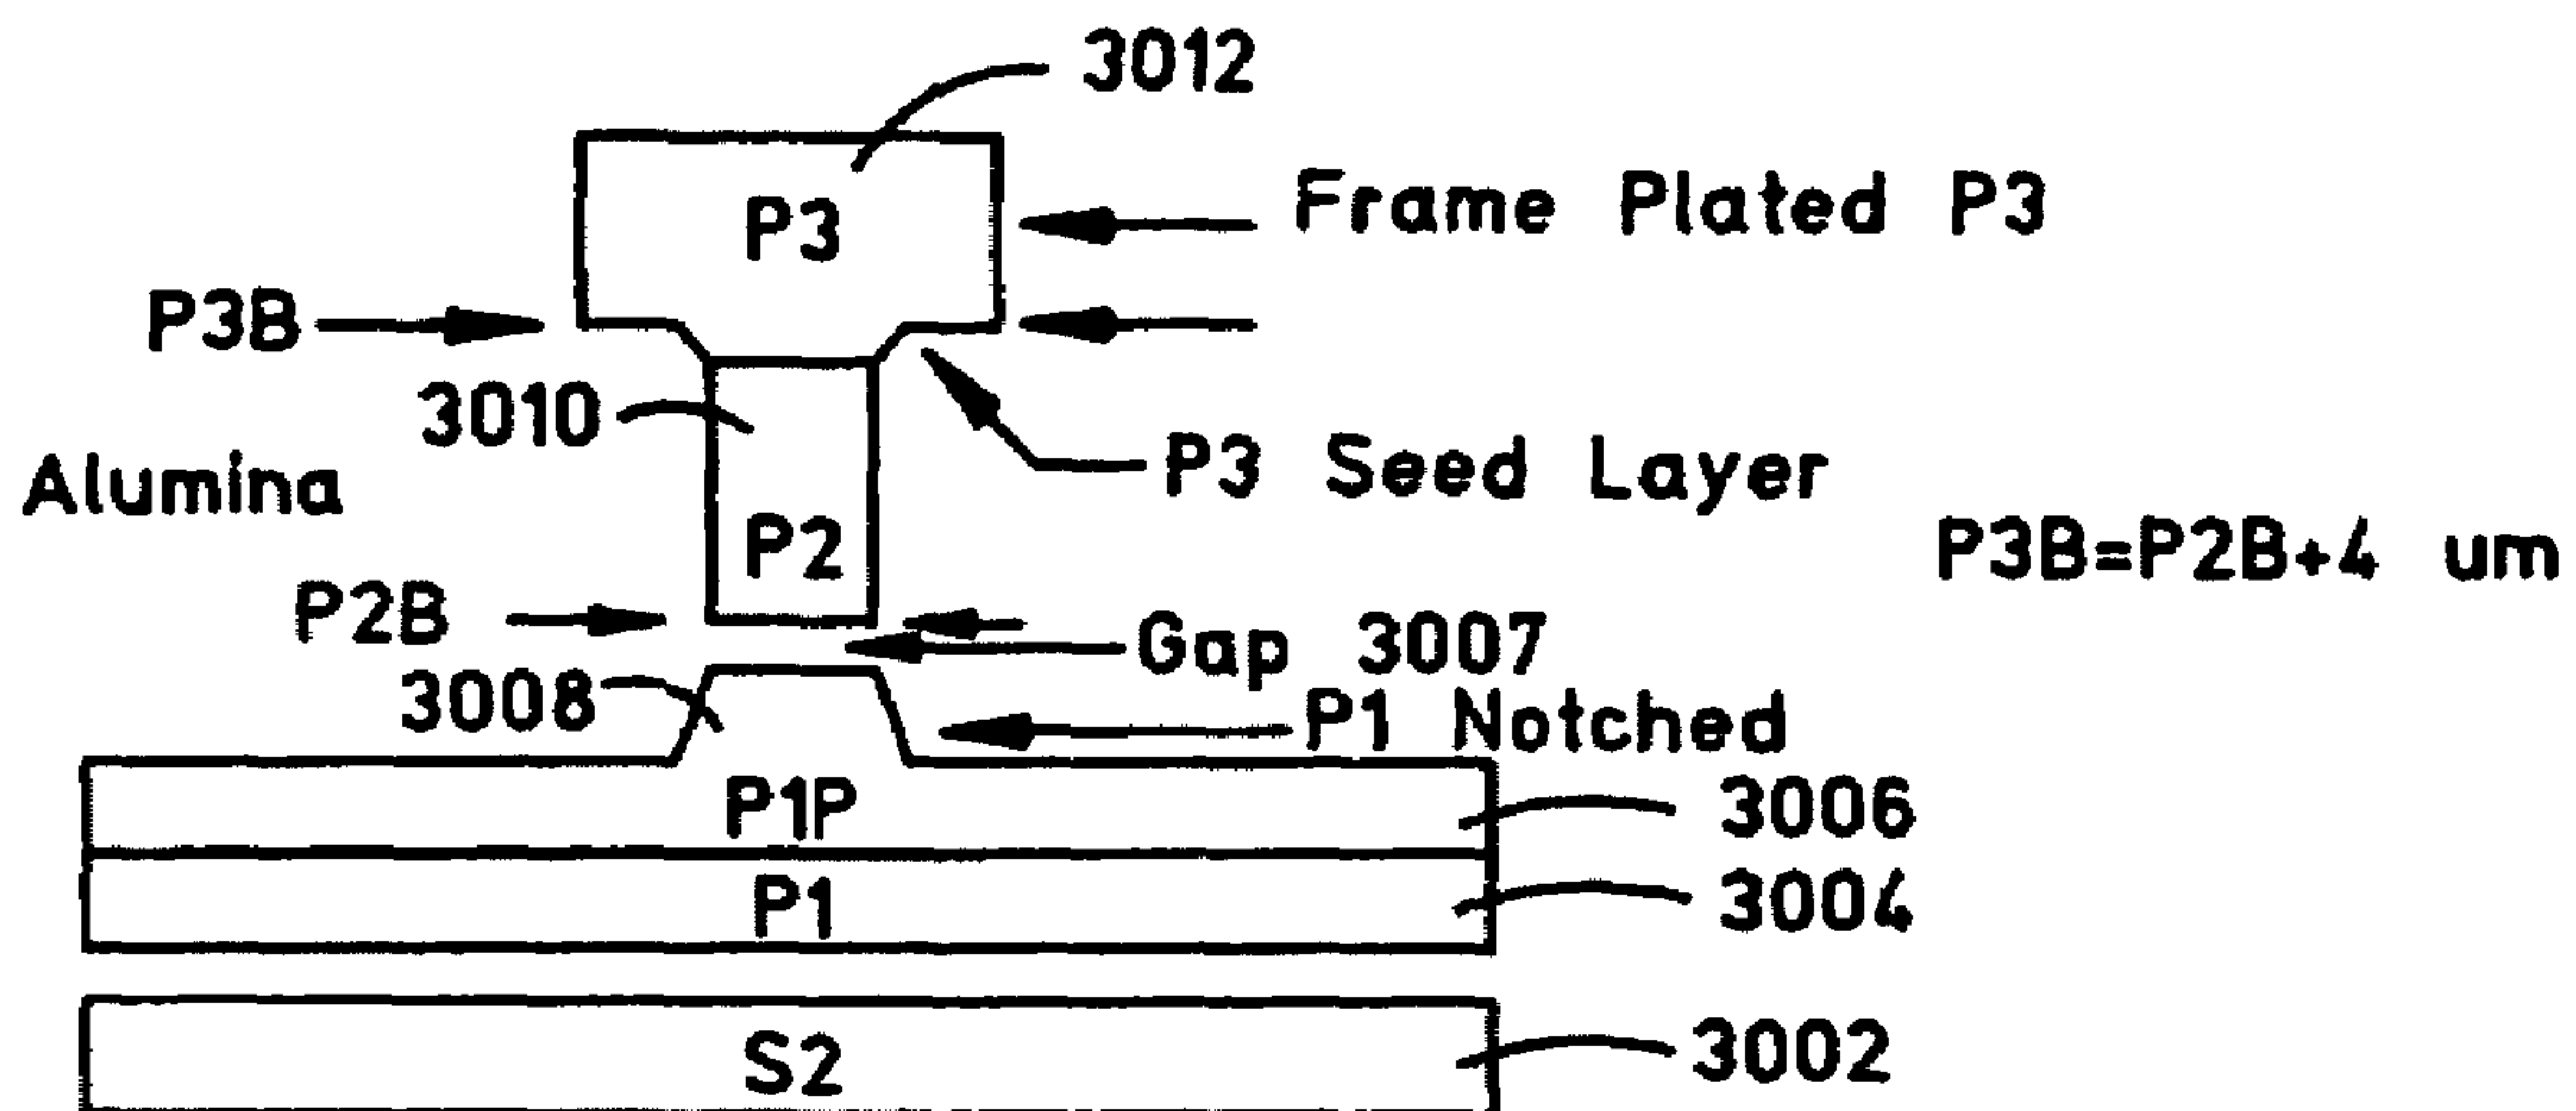 3012
P3
Frame Plated P3
P3B
3010
P3 Seed Layer
Alumina
P2
P3B=P2B+4 um
P2B
Gap 3007
3008
P1 Notched
P1P
3006
P1
3004
S2
3002